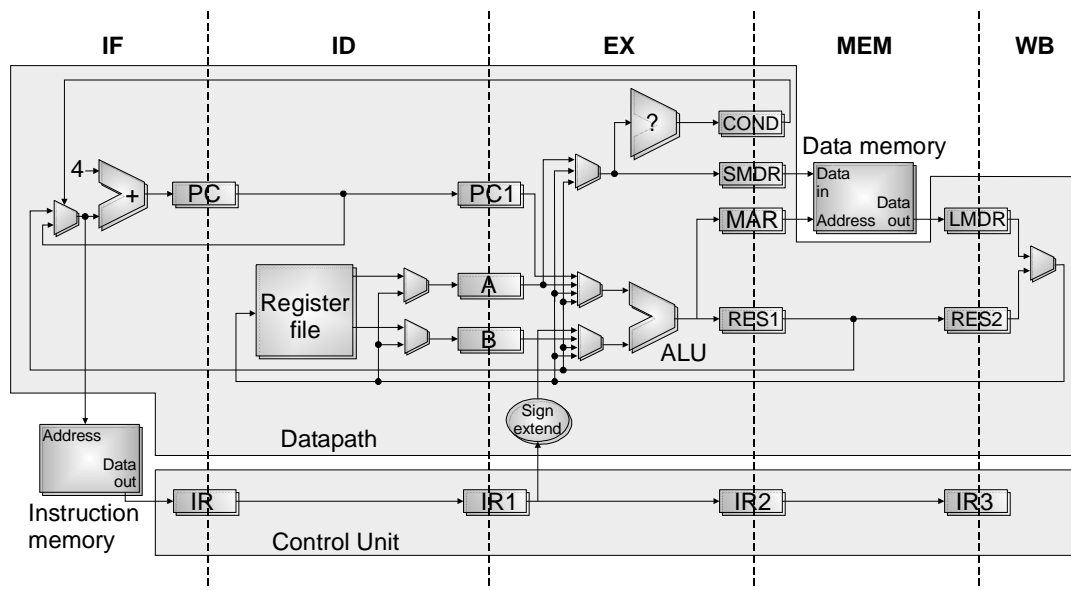 IF ID EX MEM WB
?
COND
Data memory
4
+
PC
PC1
SMDR
Data
in
Data
Address out
MAR
LMDR
Register
file
A
B
ALU
RES1
RES2
Sign
extend
Address
Data
out
Datapath
Instruction
memory
IR
IR1
IR2
IR3
Control Unit